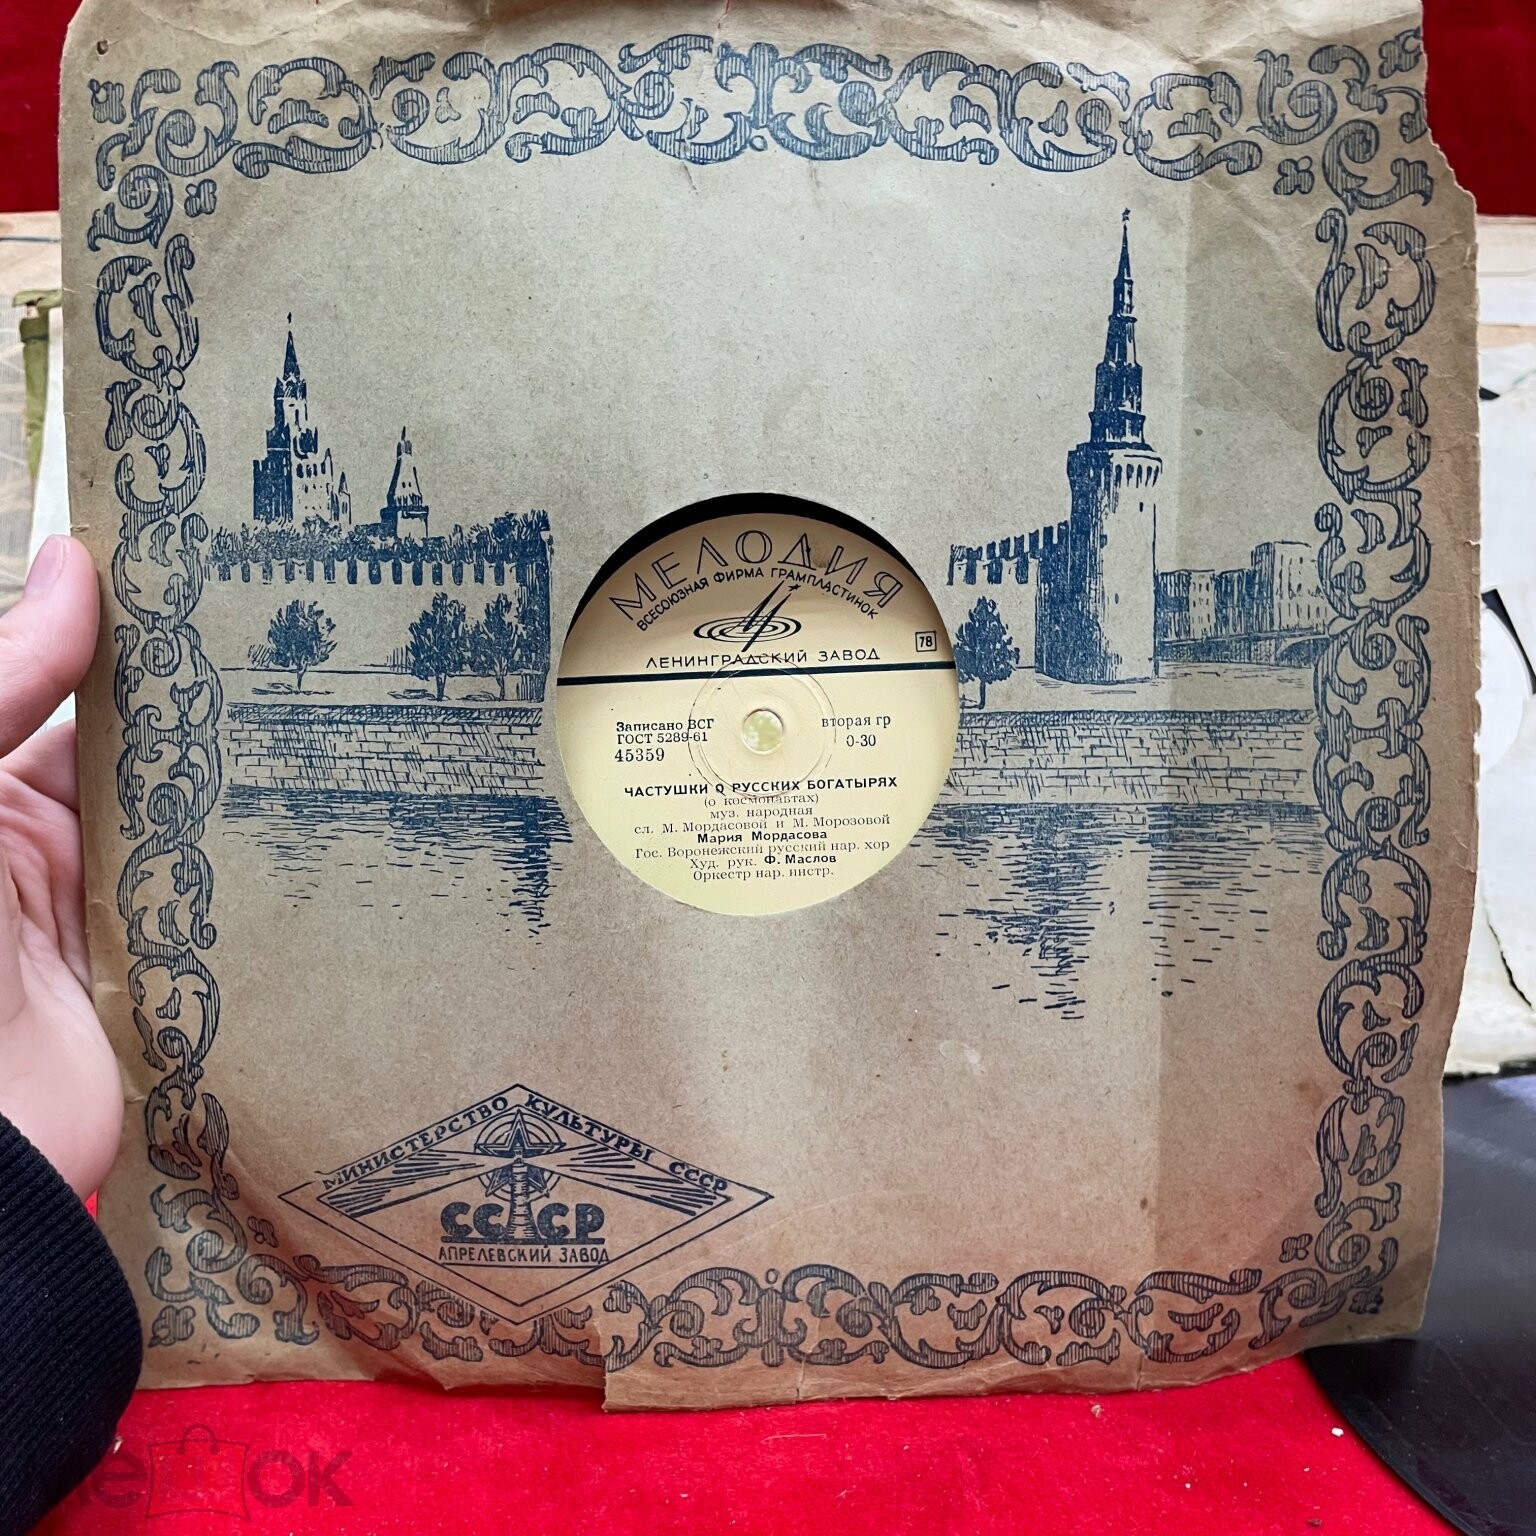 МЕЛОДИЯ
ВСЕСОЮЗНАЯ ФИРМА ГРАМПЛАСТИНОК
ЛЕНИНГРАДСКИЙ ЗАВОД
78
Записано ВСГ
ГОСТ 5289-61
45359
вторая гр
0-30
ЧАСТУШКИ О РУССКИХ БОГАТЫРЯХ
(о космонавтах)
муз. народная
сл. М. Мордасовой и М. Морозовой
Мария Мордасова
Гос. Воронежский русский нар. хор
Худ. рук. Ф. Маслов
Оркестр нар. инстр.
МИНИСТЕРСТВО КУЛЬТУРЫ СССР
СССР
АПРЕЛЕВСКИЙ ЗАВОД
мешок